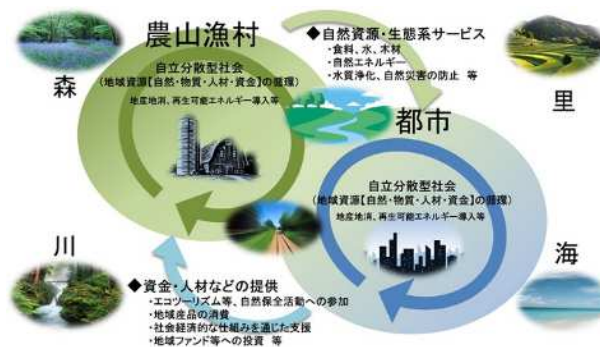 農山漁村
森
自立分散型社会
(地域資源【自然・物質・人材・資金】の循環)
地産地消、再生可能エネルギー導入等
◆自然資源・生態系サービス
・食料、水、木材
・自然エネルギー
・水質浄化、自然災害の防止 等
里
都市
自立分散型社会
(地域資源【自然・物質・人材・資金】の循環)
地産地消、再生可能エネルギー導入等
川
◆資金・人材などの提供
・エコツーリズム等、自然保全活動への参加
・地域産品の消費
・社会経済的な仕組みを通じた支援
・地域ファンド等への投資 等
海